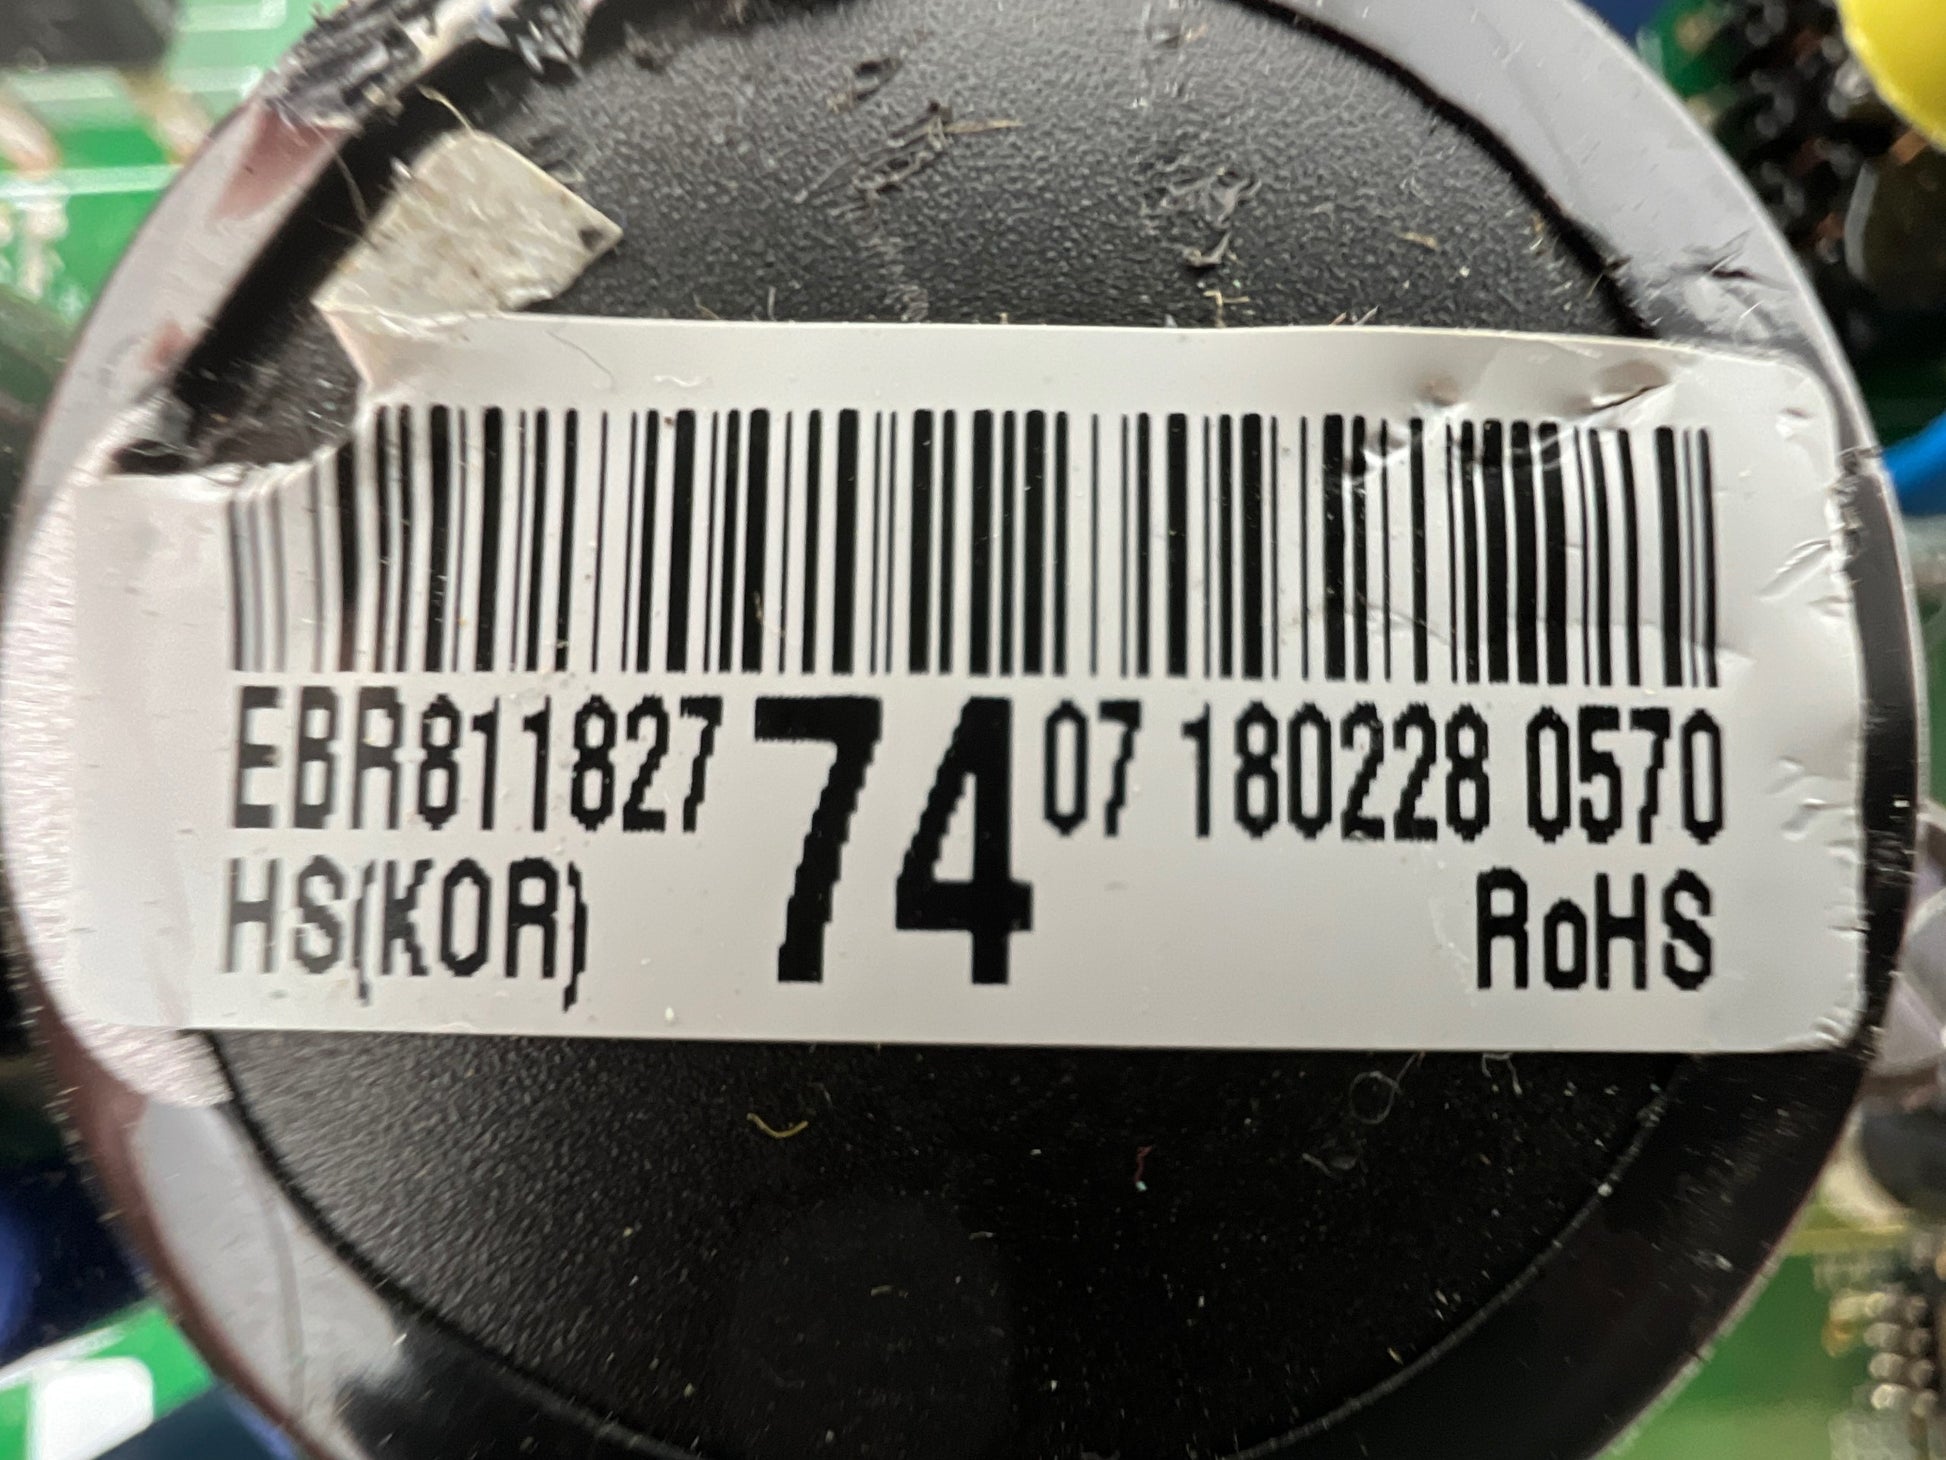 EBR811827 74 07 180228 0570
HS(KOR) RoHS